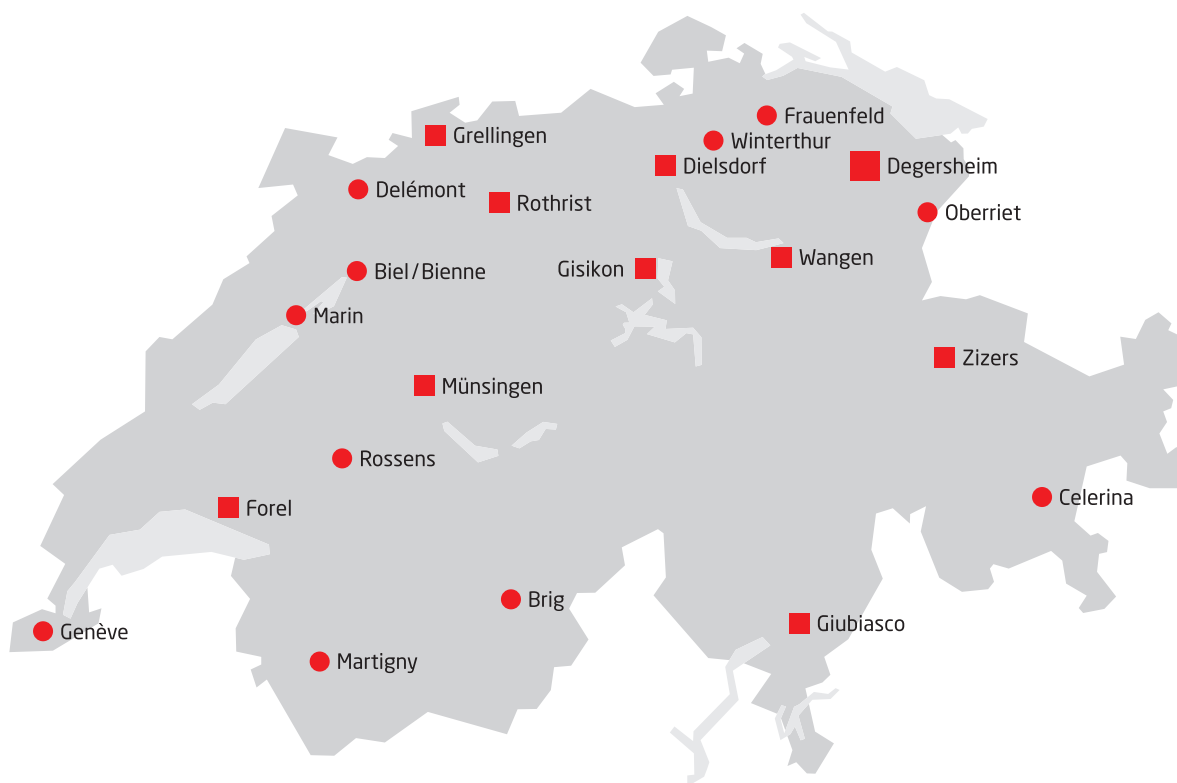 Frauenfeld
Grellingen
Winterthur
Dielsdorf
Degersheim
Delémont
Rothrist
Oberriet
Wangen
Gisikon
Biel/Bienne
Marin
Zizers
Münsingen
Rossens
Celerina
Forel
Brig
Giubiasco
Genève
Martigny